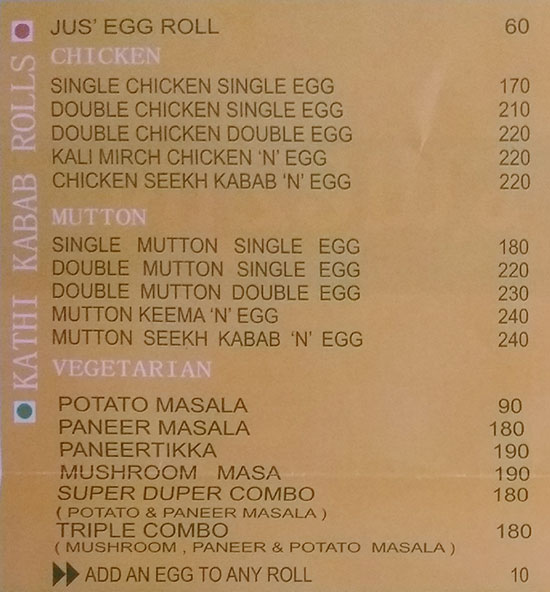 KATHI KABAB ROLLS
JUS' EGG ROLL 60
CHICKEN
SINGLE CHICKEN SINGLE EGG 170
DOUBLE CHICKEN SINGLE EGG 210
DOUBLE CHICKEN DOUBLE EGG 220
KALI MIRCH CHICKEN 'N' EGG 220
CHICKEN SEEKH KABAB 'N' EGG 220
MUTTON
SINGLE MUTTON SINGLE EGG 180
DOUBLE MUTTON SINGLE EGG 220
DOUBLE MUTTON DOUBLE EGG 230
MUTTON KEEMA 'N' EGG 240
MUTTON SEEKH KABAB 'N' EGG 240
VEGETARIAN
POTATO MASALA 90
PANEER MASALA 180
PANEERTIKKA 190
MUSHROOM MASA 190
SUPER DUPER COMBO 180
( POTATO & PANEER MASALA )
TRIPLE COMBO 180
( MUSHROOM , PANEER & POTATO MASALA )
ADD AN EGG TO ANY ROLL 10